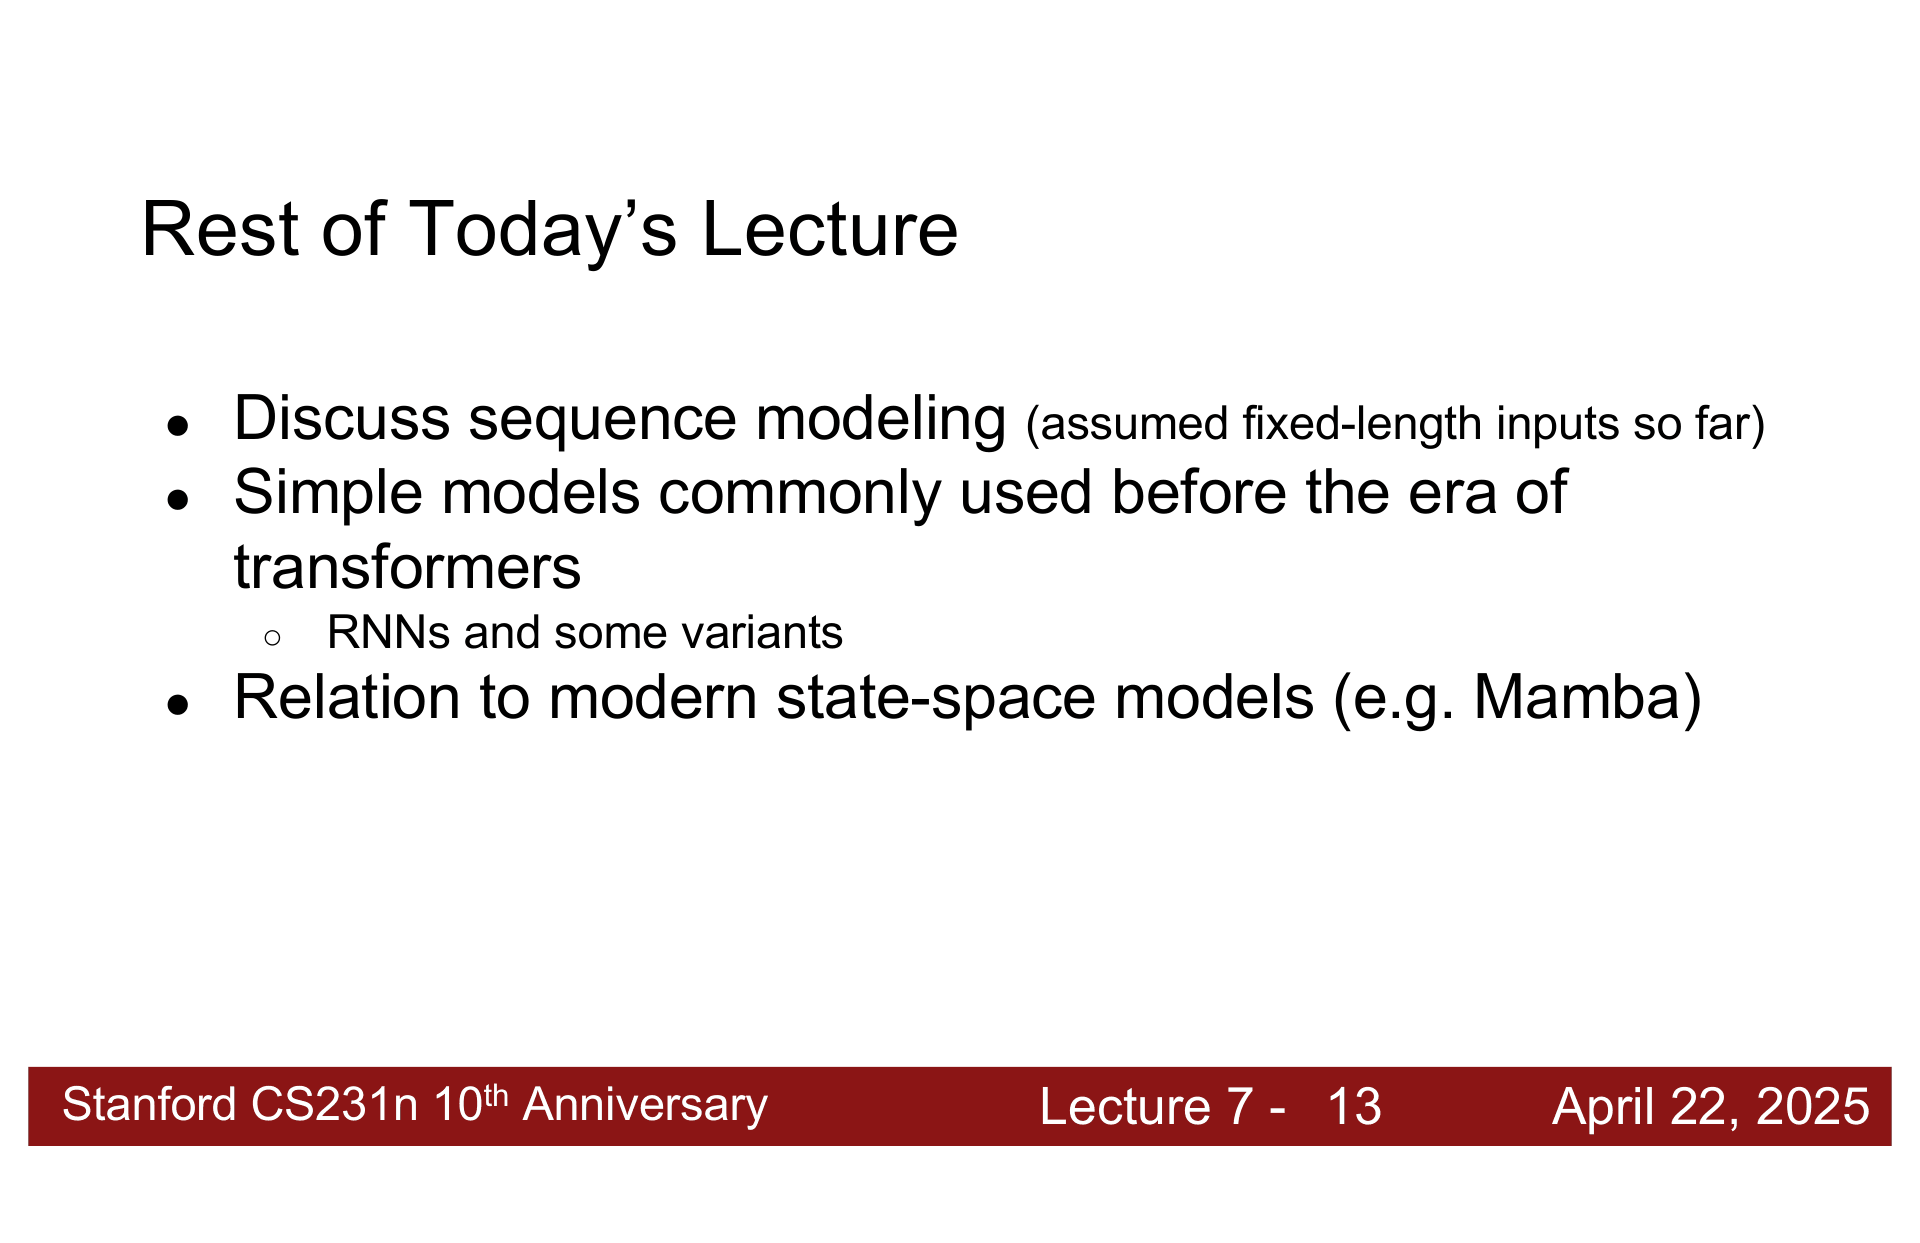 Rest of Today’s Lecture
● Discuss sequence modeling (assumed fixed-length inputs so far)
● Simple models commonly used before the era of
transformers
○ RNNs and some variants
● Relation to modern state-space models (e.g. Mamba)
Stanford CS231n 10th Anniversary Lecture 7 - 13 April 22, 2025